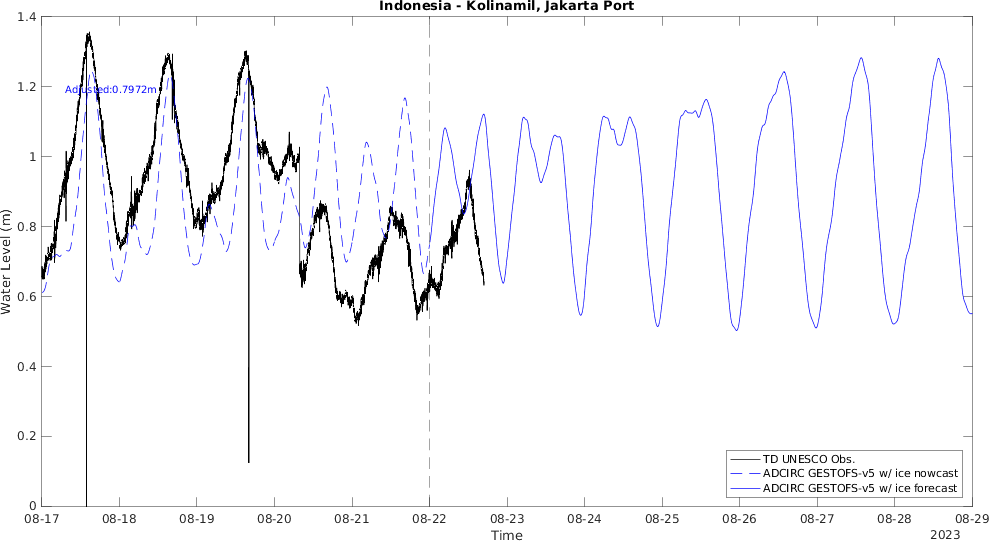 Indonesia - Kolinamil, Jakarta Port
1.4
1.2
1
0.8
0.6
0.4
0.2
0
Water Level (m)
Adjusted:0.7972m
TD UNESCO Obs.
ADCIRC GESTOFS-v5 w/ ice nowcast
ADCIRC GESTOFS-v5 w/ ice forecast
08-17 08-18 08-19 08-20 08-21 08-22 08-23 08-24 08-25 08-26 08-27 08-28 08-29
Time
2023